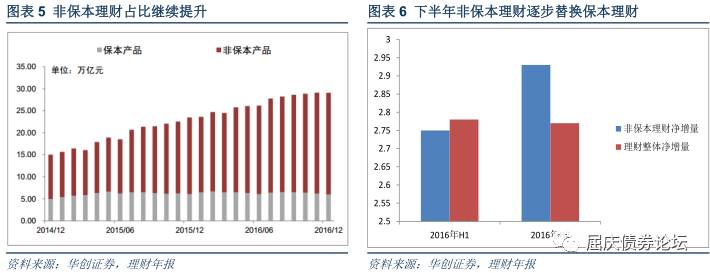 图表 5 非保本理财占比继续提升
保本产品 非保本产品
单位：万亿元
35.00
30.00
25.00
20.00
15.00
10.00
5.00
0.00
2014/12 2015/06 2015/12 2016/06 2016/12
资料来源：华创证券，理财年报
图表 6 下半年非保本理财逐步替换保本理财
3
2.95
2.9
2.85
2.8
2.75
2.7
2.65
2.6
2.55
2.5
2016年H1 2016年
非保本理财净增量
理财整体净增量
屈庆债券论坛
资料来源：华创证券，理财年报